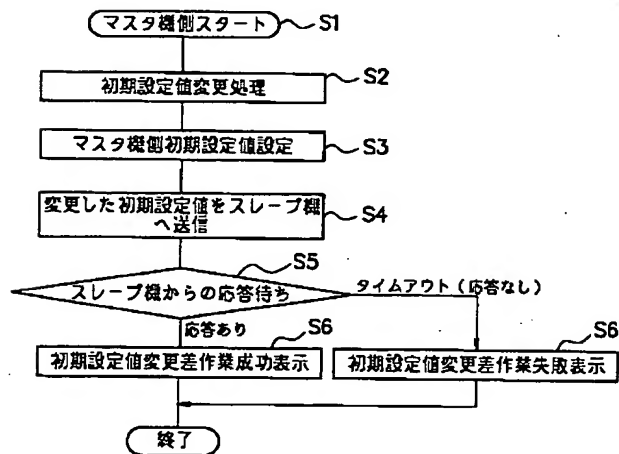 マスタ機側スタート S1
初期設定値変更処理 S2
マスタ機側初期設定値設定 S3
変更した初期設定値をスレーブ機
へ送信 S4
S5
スレーブ機からの応答待ち
タイムアウト(応答なし)
応答あり
S6
初期設定値変更差作業成功表示
S6
初期設定値変更差作業失敗表示
終了